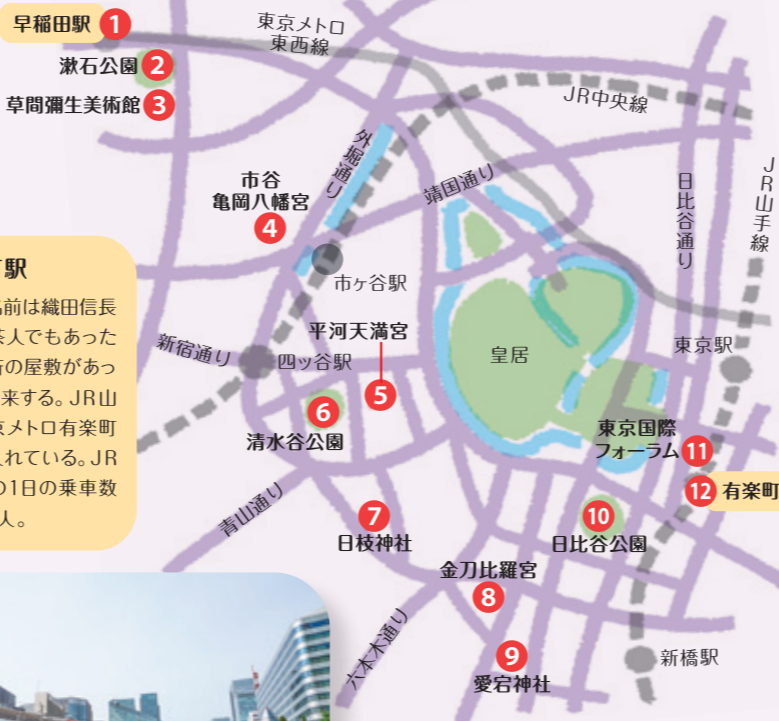 早稲田駅 1
漱石公園 2
草間彌生美術館 3
東京メトロ
東西線
JR中央線
外堀通り
靖国通り
日比谷通り
JR山手線
市谷
亀岡八幡宮
4
市ヶ谷駅
平河天満宮
5
新宿通り
四ツ谷駅
皇居
東京駅
6
清水谷公園
東京国際
フォーラム 11
12 有楽町
青山通り
7
日枝神社
10
日比谷公園
金刀比羅宮
8
六本木通り
9
愛宕神社
新橋駅
駅
名前は織田信長
茶人でもあった
の屋敷があっ
来する。JR山
京メトロ有楽町
入れている。JR
の1日の乗車数
人。